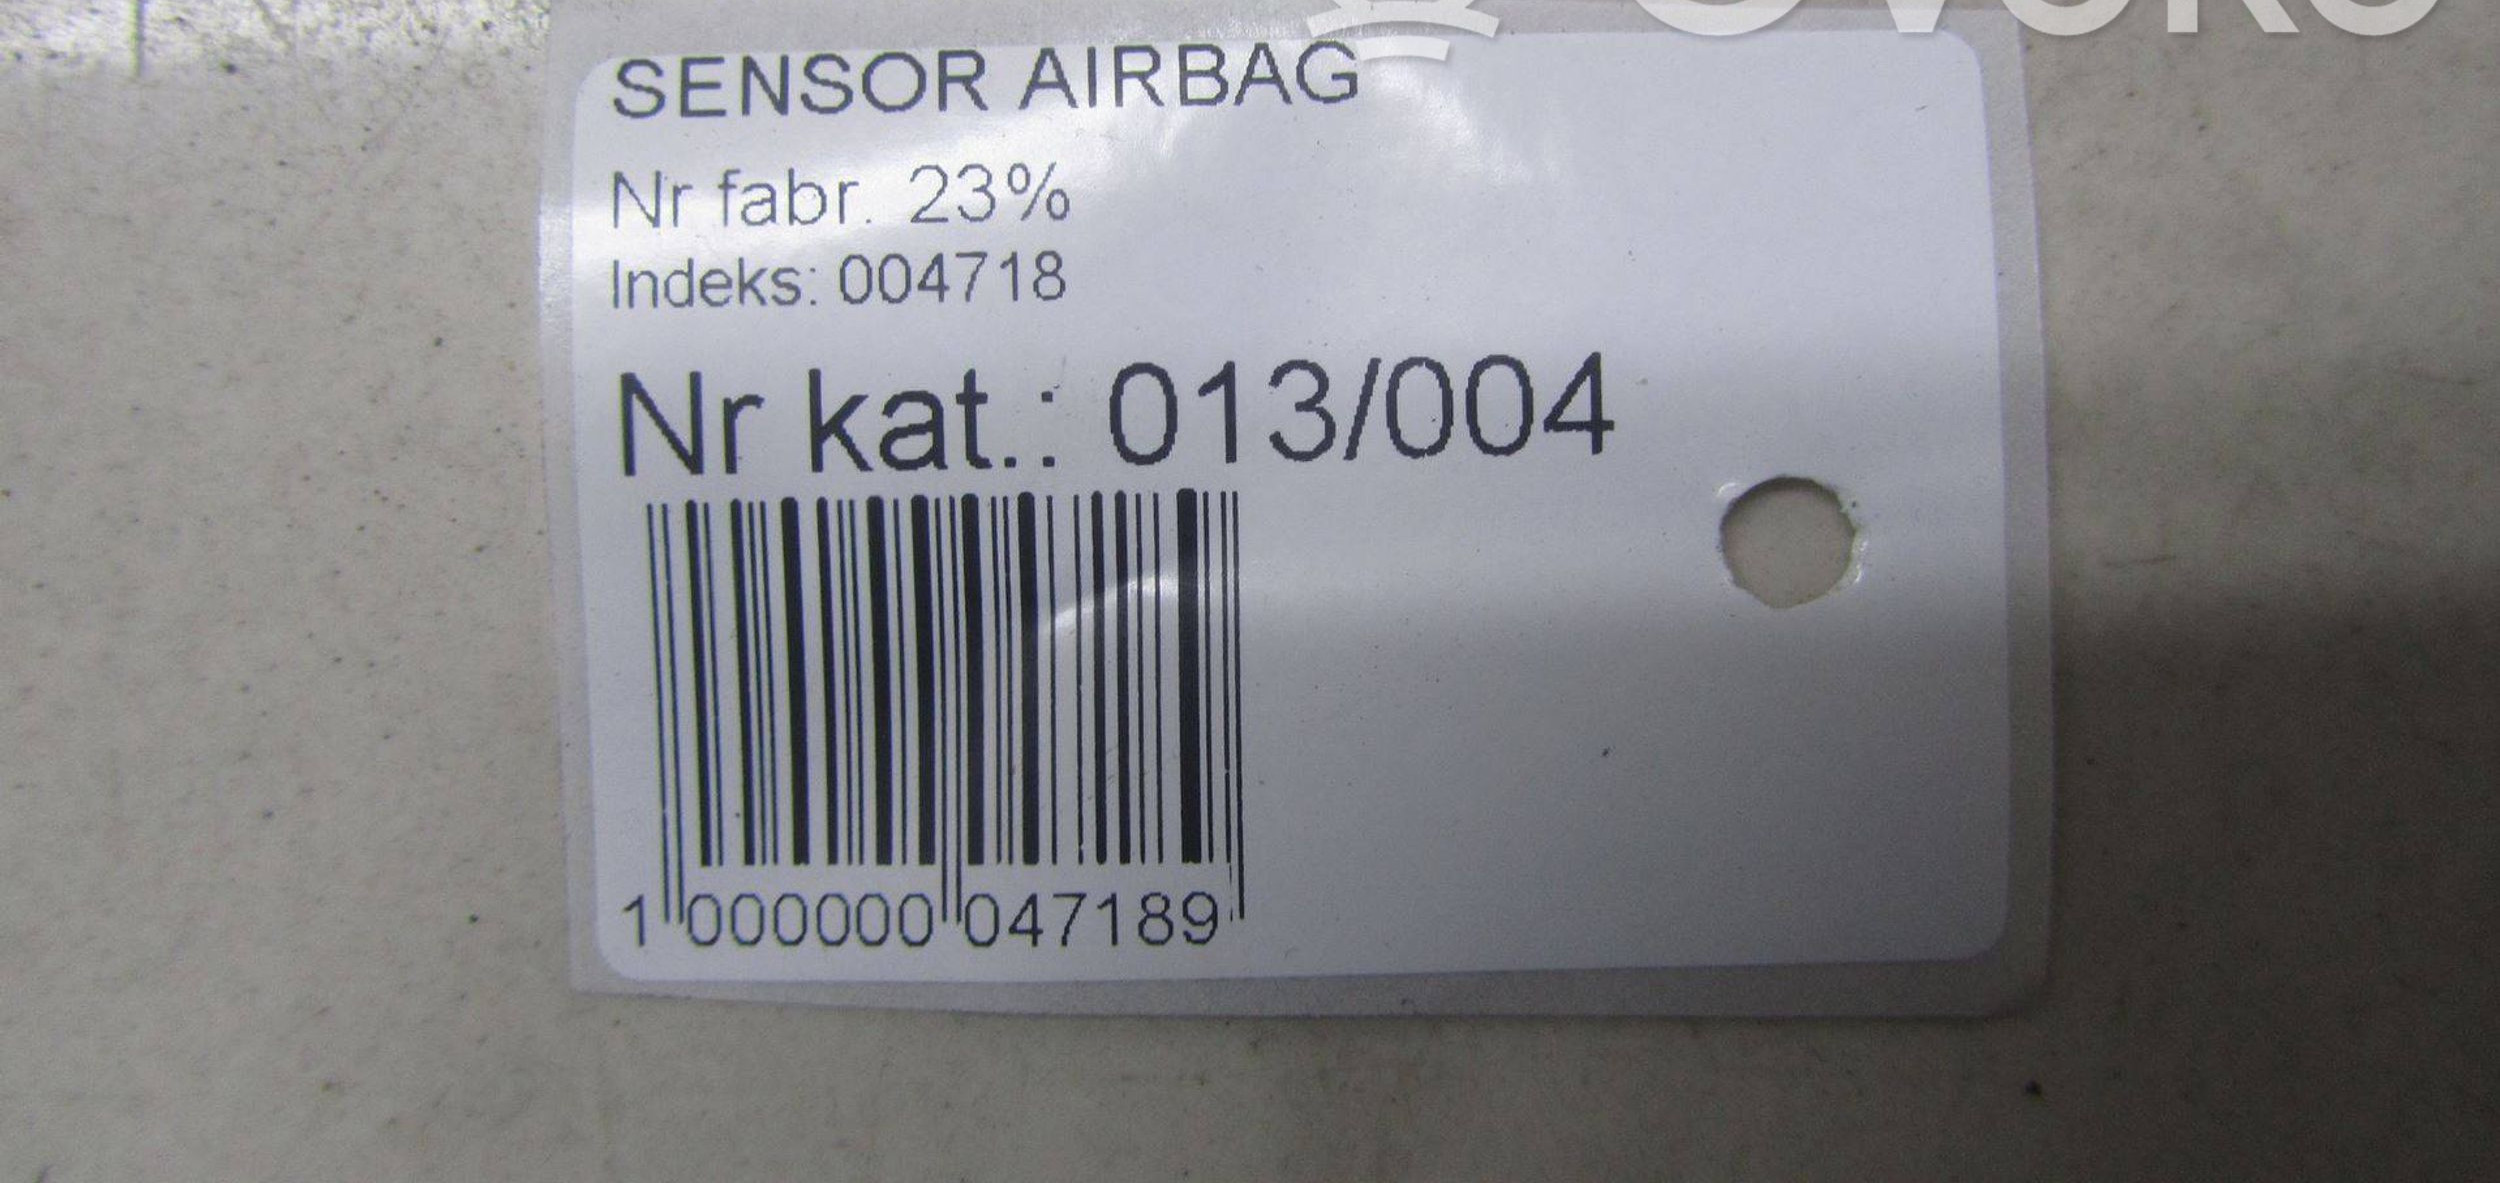 SENSOR AIRBAG
Nr fabr. 23%
Indeks: 004718
Nr kat.: 013/004
1 000000 047189